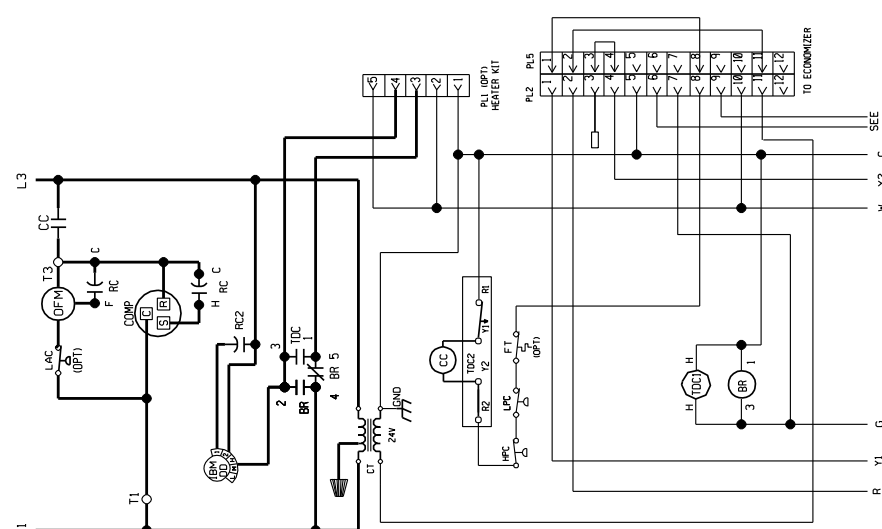 TO ECONOMIZER
PL5
1 2 3 4 5 6 7 8 9 10 11 12
PL2
1 2 3 4 5 6 7 8 9 10 11 12
PL1 (OPT)
HEATER KIT
5 4 3 2 1
SEE
L3
CC
T3
C
OFM
RC
F
COMP
C
R
S
C
RC
H
RC2
LAC
(OPT)
3
TDC
1
BR 5
2
BR
4
GND
24V
CT
T1
R1
Y1
CC
TDC2
Y2
R2
FT
(OPT)
LPC
HPC
H
TDC1
H
1
BR
3
G
Y1
R